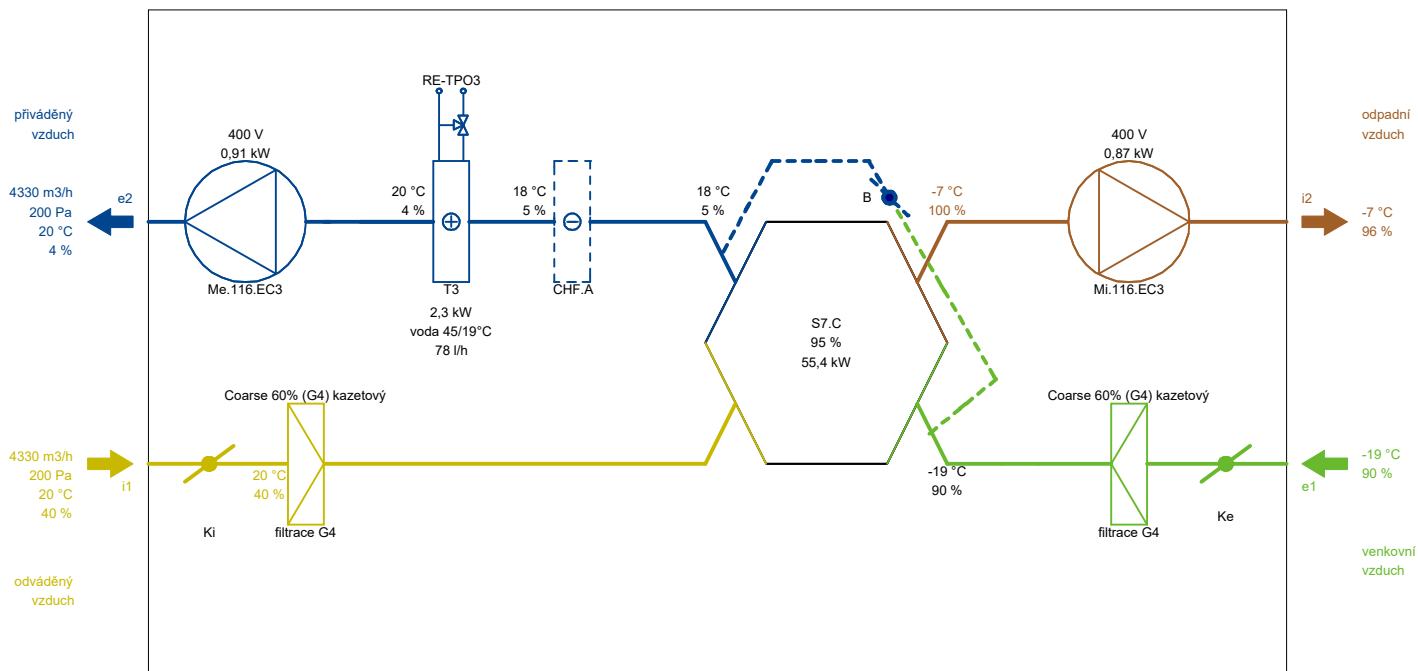 RE-TPO3
přiváděný
vzduch
odpadní
vzduch
400 V
0,91 kW
400 V
0,87 kW
4330 m3/h
200 Pa
20 °C
4 %
e2
20 °C
4 %
18 °C
5 %
18 °C
5 %
B
-7 °C
100 %
i2
-7 °C
96 %
Me.116.EC3
T3
CHF.A
Mi.116.EC3
2,3 kW
voda 45/19°C
78 l/h
S7.C
95 %
55,4 kW
Coarse 60% (G4) kazetový
Coarse 60% (G4) kazetový
4330 m3/h
200 Pa
20 °C
40 %
i1
20 °C
40 %
-19 °C
90 %
-19 °C
90 %
e1
Ki
filtrace G4
filtrace G4
Ke
venkovní
vzduch
odváděný
vzduch